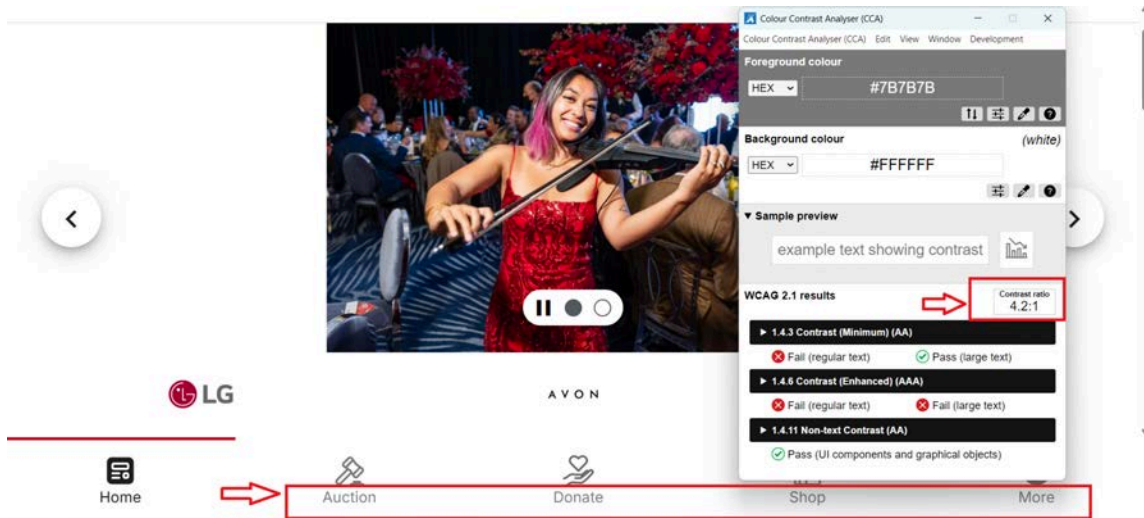 Colour Contrast Analyser (CCA)
Colour Contrast Analyser (CCA) Edit View Window Development
Foreground colour
HEX #7B7B7B
Background colour (white)
HEX #FFFFFF
▼ Sample preview
example text showing contrast
WCAG 2.1 results
Contrast ratio
4.2:1
▶ 1.4.3 Contrast (Minimum) (AA)
Fail (regular text) Pass (large text)
▶ 1.4.6 Contrast (Enhanced) (AAA)
Fail (regular text) Fail (large text)
▶ 1.4.11 Non-text Contrast (AA)
Pass (UI components and graphical objects)
LG
AVON
Home
Auction
Donate
Shop
More